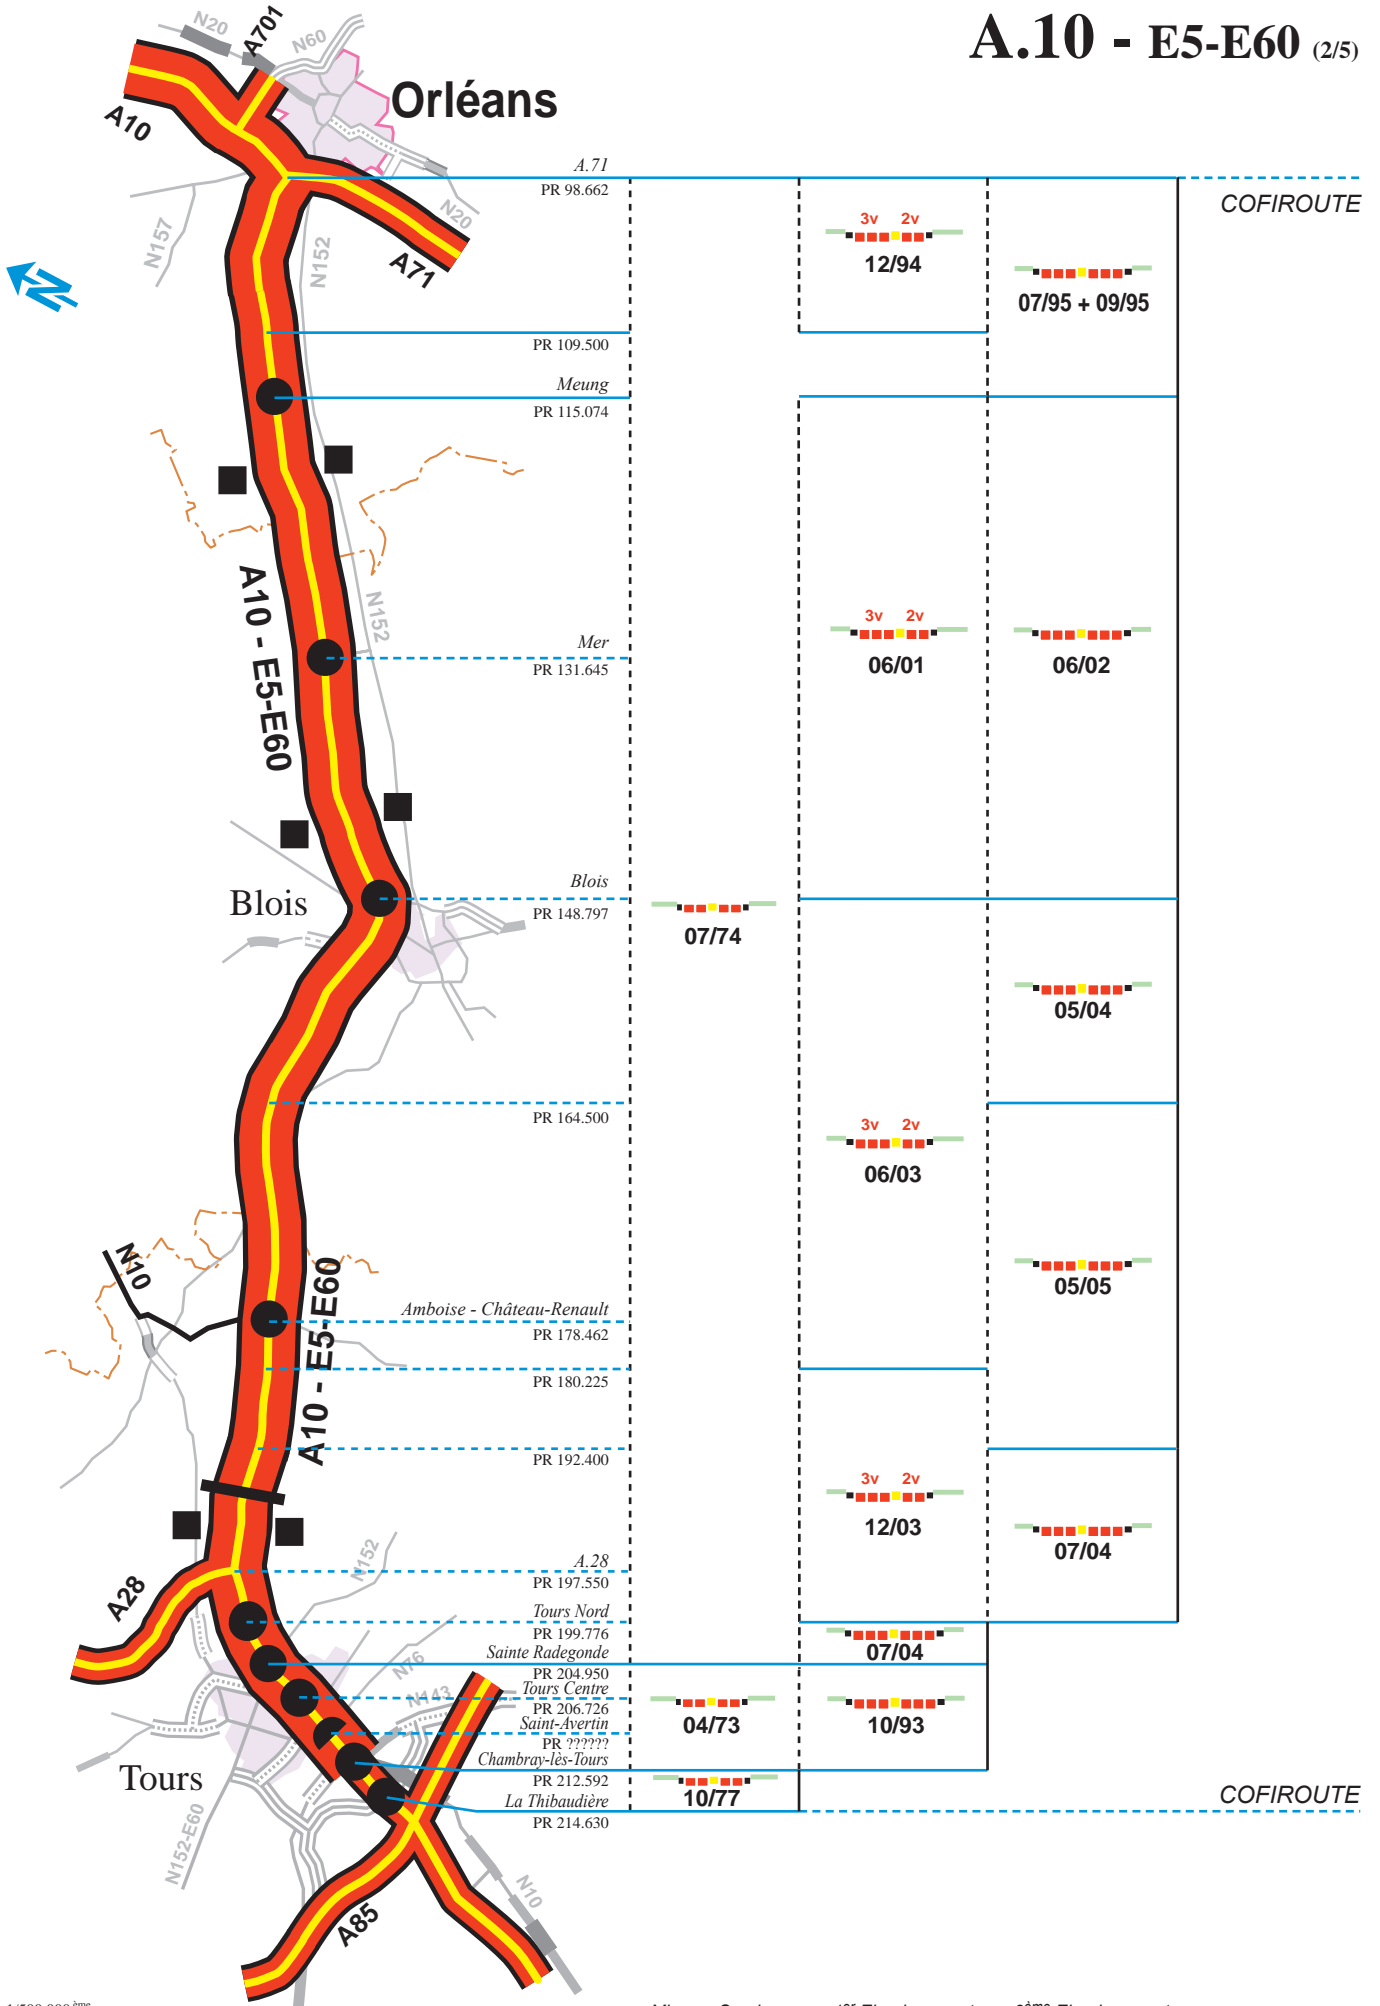 A.10 - E5-E60 (2/5)
N20
A701
N60
Orléans
A10
A.71
PR 98.662
COFIROUTE
N157
N152
N20
A71
3v 2v
12/94
07/95 + 09/95
PR 109.500
Meung
PR 115.074
A10 - E5-E60
N152
Mer
PR 131.645
3v 2v
06/01
06/02
Blois
Blois
PR 148.797
07/74
05/04
PR 164.500
3v 2v
06/03
N10
05/05
A10 - E5-E60
Amboise - Château-Renault
PR 178.462
PR 180.225
PR 192.400
3v 2v
12/03
07/04
A28
N152
A.28
PR 197.550
Tours Nord
PR 199.776
07/04
Sainte Radegonde
PR 204.950
N76
N143
Tours Centre
PR 206.726
04/73
10/93
Saint-Avertin
PR ??????
Tours
Chambray-lès-Tours
PR 212.592
10/77
La Thibaudière
PR 214.630
COFIROUTE
N152-E60
N10
A85